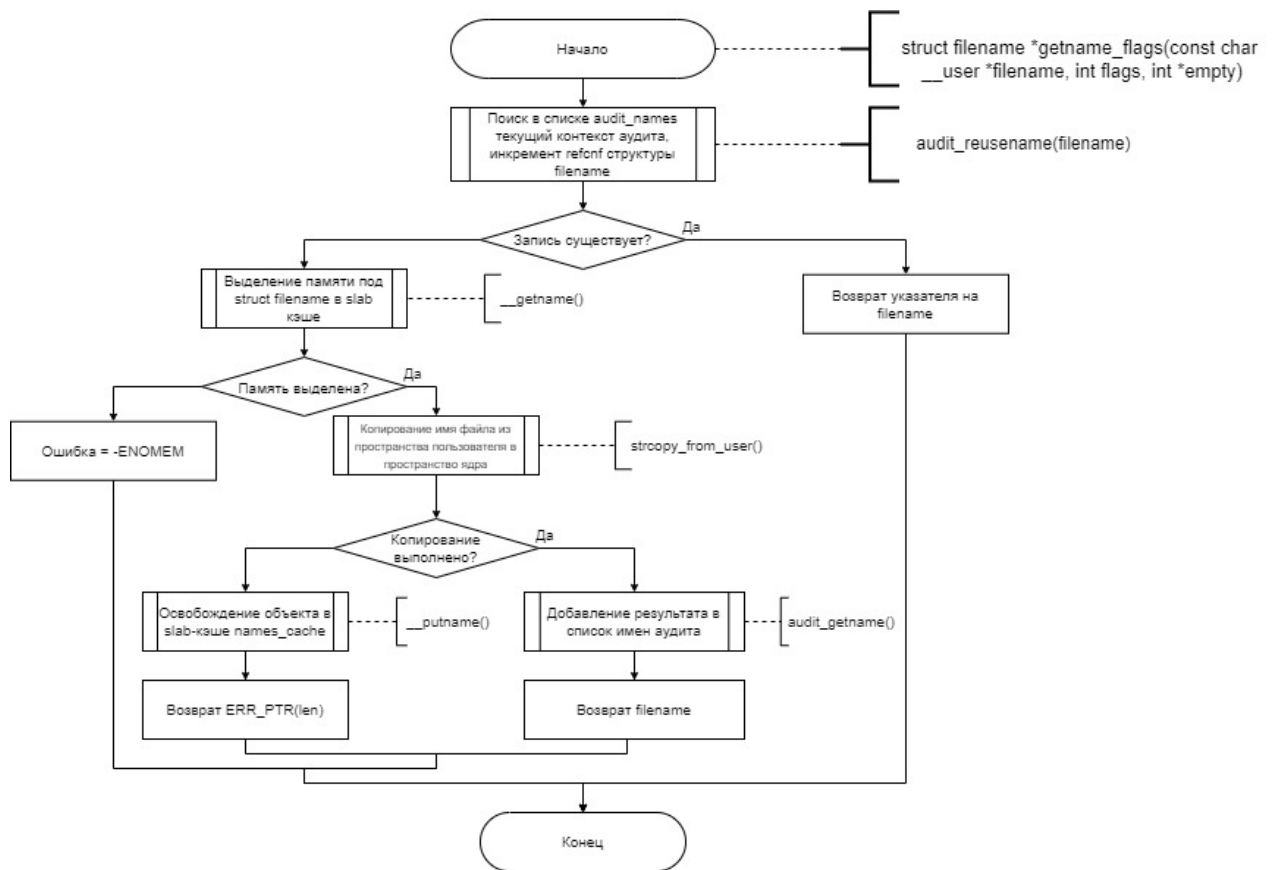 Начало
struct filename *getname_flags(const char
__user *filename, int flags, int *empty)
Поиск в списке audit_names
текущий контекст аудита,
инкремент refcnf структуры
filename
audit_reusename(filename)
Запись существует?
Да
Выделение памяти под
struct filename в slab
кэше
__getname()
Возврат указателя на
filename
Память выделена?
Да
Ошибка = -ENOMEM
Копирование имя файла из
пространства пользователя в
пространство ядра
strcopy_from_user()
Копирование
выполнено?
Да
Освобождение объекта в
slab-кэше names_cache
__putname()
Добавление результата в
список имен аудита
audit_getname()
Возврат ERR_PTR(len)
Возврат filename
Конец